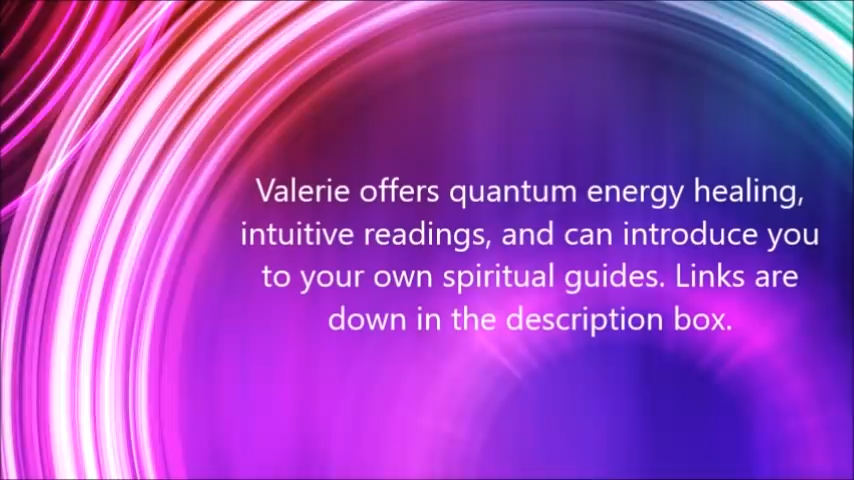 Valerie offers quantum energy healing,
intuitive readings, and can introduce you
to your own spiritual guides. Links are
down in the description box.